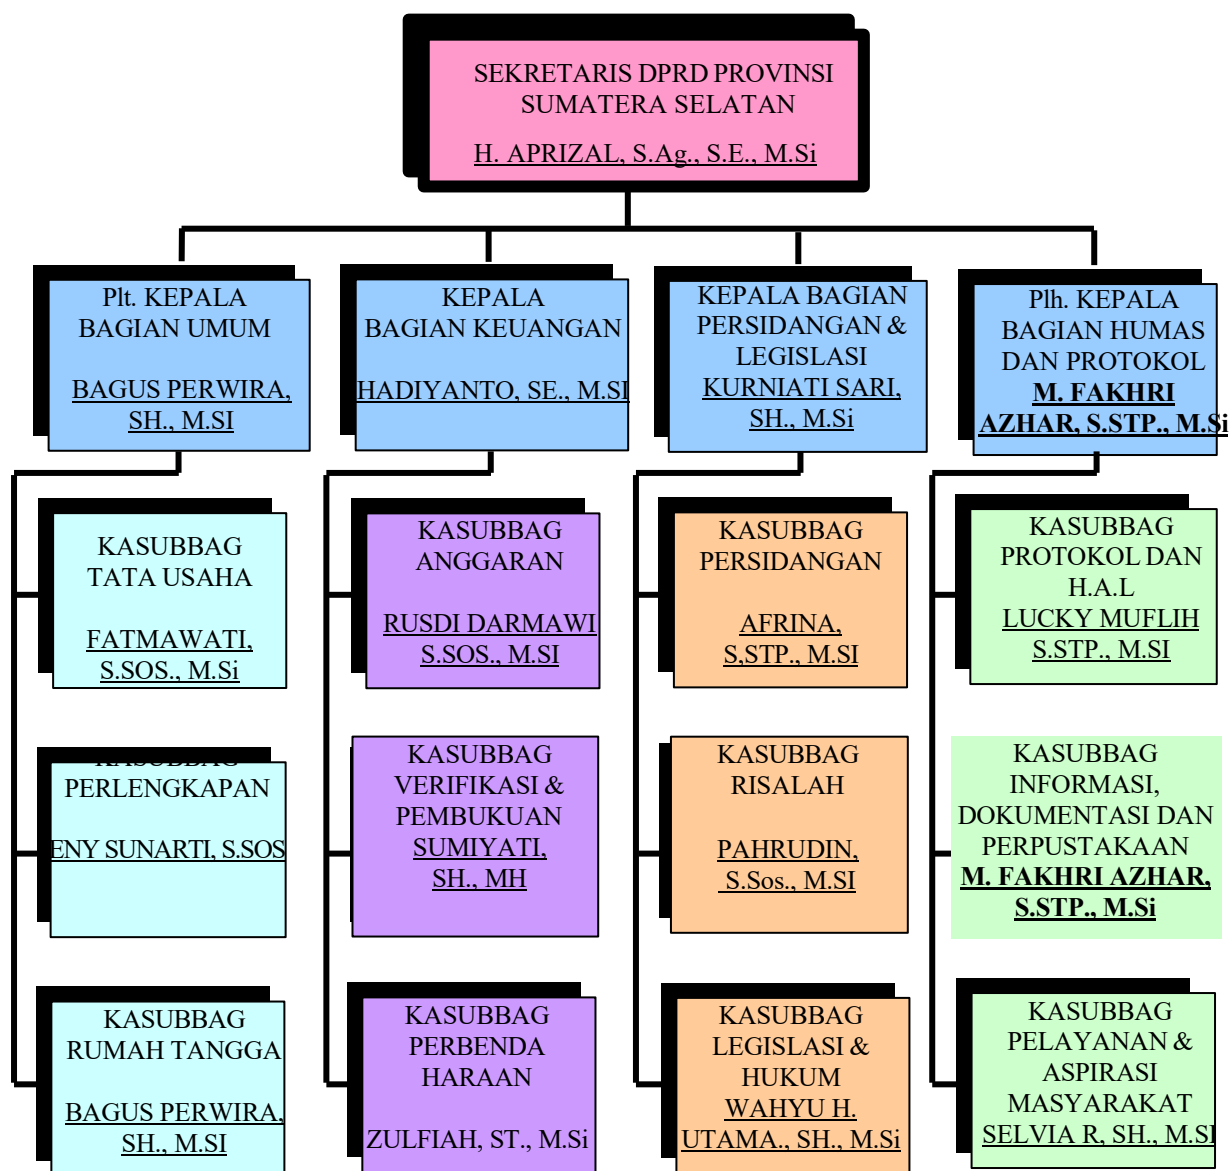 SEKRETARIS DPRD PROVINSI
SUMATERA SELATAN
H. APRIZAL, S.Ag., S.E., M.Si
Plt. KEPALA
BAGIAN UMUM
BAGUS PERWIRA,
SH., M.SI
KEPALA
BAGIAN KEUANGAN
HADIYANTO, SE., M.SI
KEPALA BAGIAN
PERSIDANGAN &
LEGISLASI
KURNIATI SARI,
SH., M.Si
Plh. KEPALA
BAGIAN HUMAS
DAN PROTOKOL
M. FAKHRI
AZHAR, S.STP., M.Si
KASUBBAG
TATA USAHA
FATMAWATI,
S.SOS., M.Si
KASUBBAG
ANGGARAN
RUSDI DARMAWI
S.SOS., M.SI
KASUBBAG
PERSIDANGAN
AFRINA,
S,STP., M.SI
KASUBBAG
PROTOKOL DAN
H.A.L
LUCKY MUFLIH
S.STP., M.SI
KASUBBAG
PERLENGKAPAN
ENY SUNARTI, S.SOS
KASUBBAG
VERIFIKASI &
PEMBUKUAN
SUMIYATI,
SH., MH
KASUBBAG
RISALAH
PAHRUDIN,
S.Sos., M.SI
KASUBBAG
INFORMASI,
DOKUMENTASI DAN
PERPUSTAKAAN
M. FAKHRI AZHAR,
S.STP., M.Si
KASUBBAG
RUMAH TANGGA
BAGUS PERWIRA,
SH., M.SI
KASUBBAG
PERBENDA
HARAAN
ZULFIAH, ST., M.Si
KASUBBAG
LEGISLASI &
HUKUM
WAHYU H.
UTAMA., SH., M.Si
KASUBBAG
PELAYANAN &
ASPIRASI
MASYARAKAT
SELVIA R, SH., M.SI